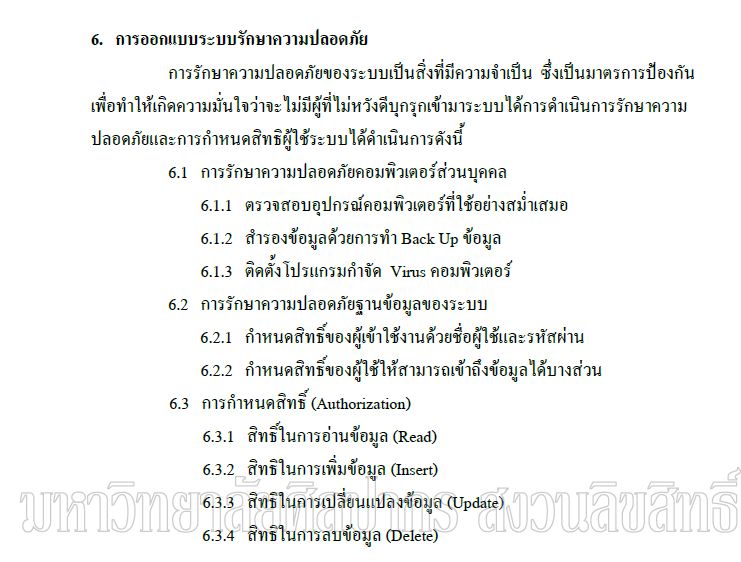 6. การออกแบบระบบรักษาความปลอดภัย
การรักษาความปลอดภัยของระบบเป็นสิ่งที่มีความจำเป็น ซึ่งเป็นมาตรการป้องกัน
เพื่อทำให้เกิดความมั่นใจว่าจะไม่มีผู้ที่ไม่หวังดีบุกรุกเข้ามาระบบได้การดำเนินการรักษาความ
ปลอดภัยและการกำหนดสิทธิผู้ใช้ระบบได้ดำเนินการดังนี้
6.1 การรักษาความปลอดภัยคอมพิวเตอร์ส่วนบุคคล
6.1.1 ตรวจสอบอุปกรณ์คอมพิวเตอร์ที่ใช้อย่างสม่ำเสมอ
6.1.2 สำรองข้อมูลด้วยการทำ Back Up ข้อมูล
6.1.3 ติดตั้งโปรแกรมกำจัด Virus คอมพิวเตอร์
6.2 การรักษาความปลอดภัยฐานข้อมูลของระบบ
6.2.1 กำหนดสิทธิ์ของผู้เข้าใช้งานด้วยชื่อผู้ใช้และรหัสผ่าน
6.2.2 กำหนดสิทธิ์ของผู้ใช้ให้สามารถเข้าถึงข้อมูลได้บางส่วน
6.3 การกำหนดสิทธิ์ (Authorization)
6.3.1 สิทธิ์ในการอ่านข้อมูล (Read)
6.3.2 สิทธิในการเพิ่มข้อมูล (Insert)
6.3.3 สิทธิในการเปลี่ยนแปลงข้อมูล (Update)
มหาวิทยาลัยศิลปากร สงวนลิขสิทธิ์
6.3.4 สิทธิในการลบข้อมูล (Delete)